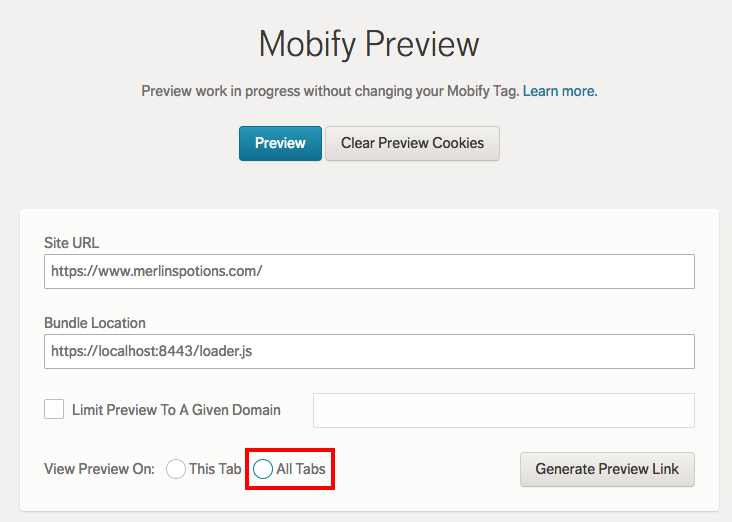 Mobify Preview
Preview work in progress without changing your Mobify Tag. Learn more.
Preview Clear Preview Cookies
Site URL
https://www.merlinspotions.com/
Bundle Location
https://localhost:8443/loader.js
Limit Preview To A Given Domain
View Preview On: This Tab All Tabs Generate Preview Link